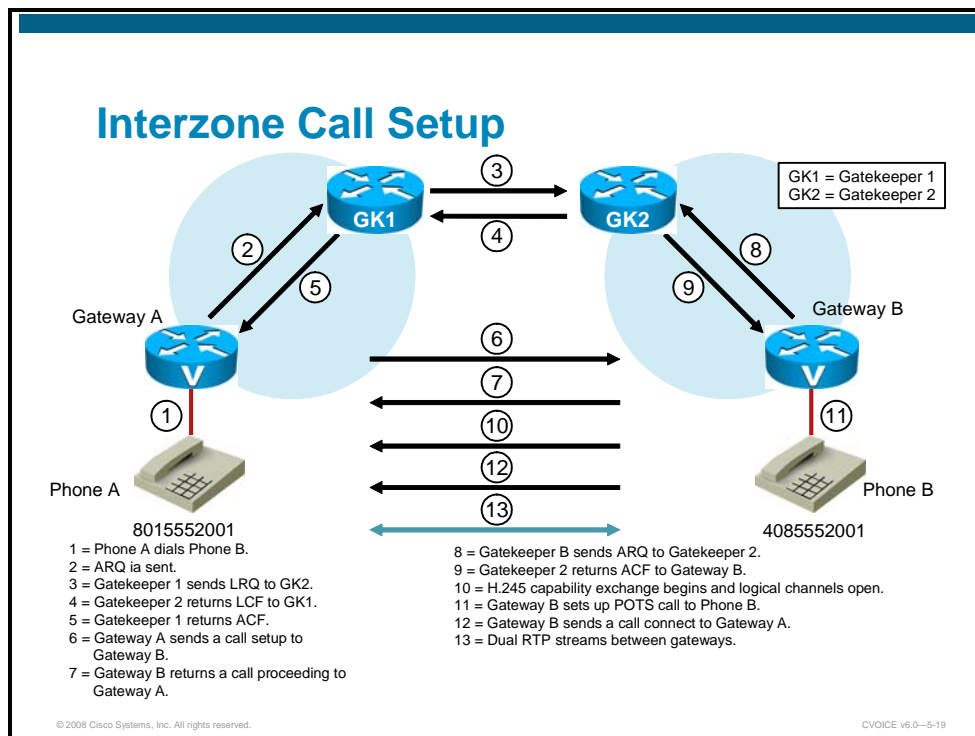 Interzone Call Setup
GK1 = Gatekeeper 1
GK2 = Gatekeeper 2
3
GK1
GK2
4
2
5
8
9
Gateway A
Gateway B
V
V
6
7
1
11
10
12
13
Phone A
Phone B
8015552001
4085552001
1 = Phone A dials Phone B.
2 = ARQ ia sent.
3 = Gatekeeper 1 sends LRQ to GK2.
4 = Gatekeeper 2 returns LCF to GK1.
5 = Gatekeeper 1 returns ACF.
6 = Gateway A sends a call setup to
Gateway B.
7 = Gateway B returns a call proceeding to
Gateway A.
8 = Gatekeeper B sends ARQ to Gatekeeper 2.
9 = Gatekeeper 2 returns ACF to Gateway B.
10 = H.245 capability exchange begins and logical channels open.
11 = Gateway B sets up POTS call to Phone B.
12 = Gateway B sends a call connect to Gateway A.
13 = Dual RTP streams between gateways.
© 2008 Cisco Systems, Inc. All rights reserved.
CVOICE v6.0—5-19